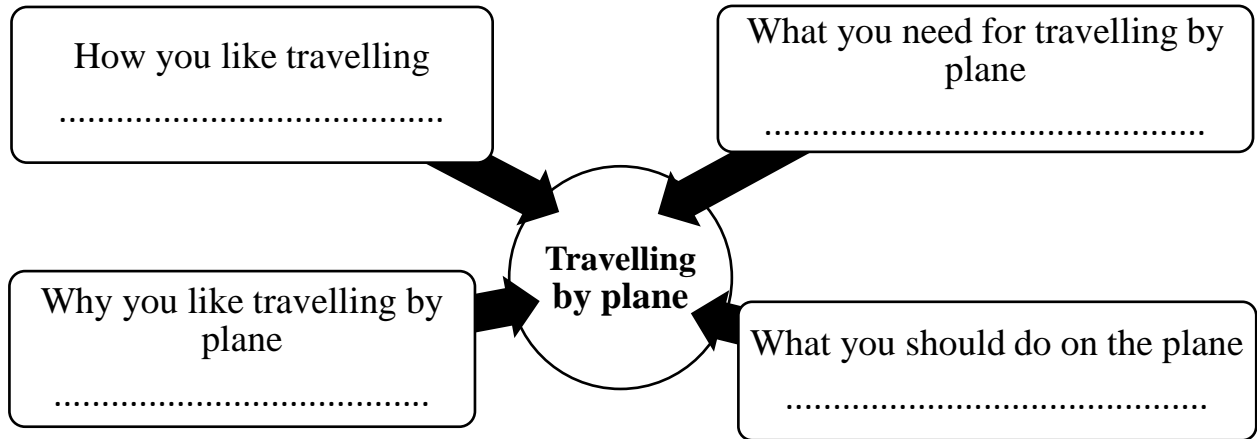 How you like travelling
..............................................
What you need for travelling by
plane
.....................................................
Travelling
by plane
Why you like travelling by
plane
.............................................
What you should do on the plane
...................................................